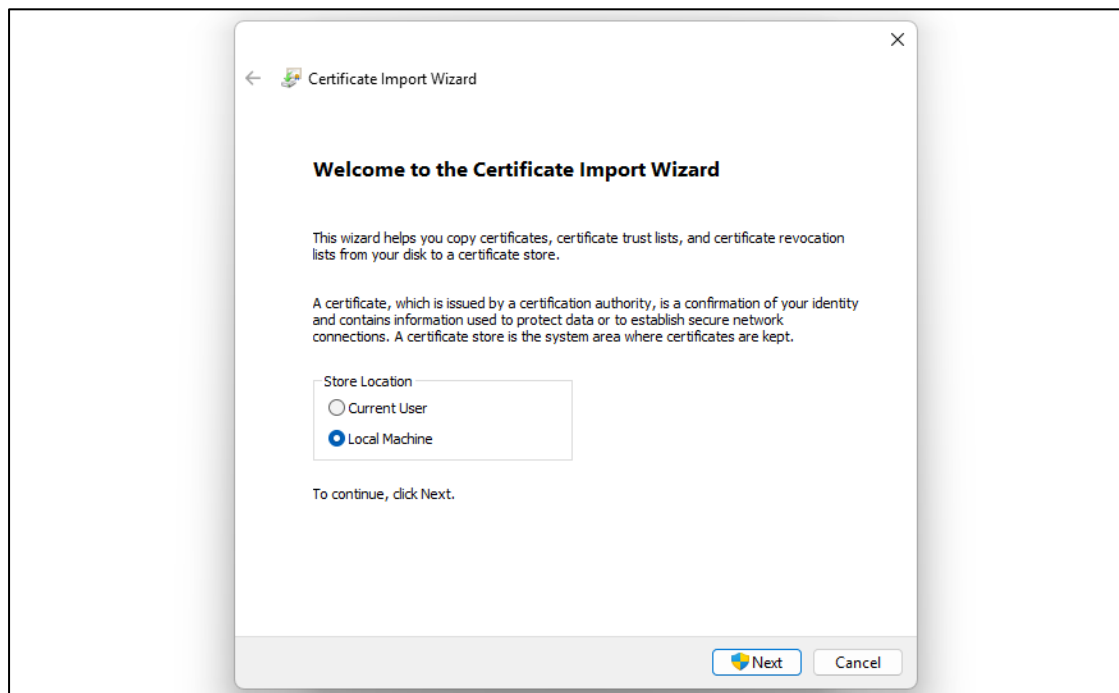 Certificate Import Wizard
Welcome to the Certificate Import Wizard
This wizard helps you copy certificates, certificate trust lists, and certificate revocation
lists from your disk to a certificate store.
A certificate, which is issued by a certification authority, is a confirmation of your identity
and contains information used to protect data or to establish secure network
connections. A certificate store is the system area where certificates are kept.
Store Location
Current User
Local Machine
To continue, click Next.
Next
Cancel